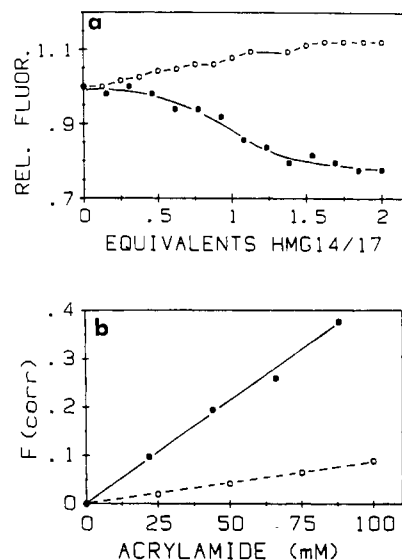 a
1.1
.9
.7
REL. FLUOR.
0 .5 1 1.5 2
EQUIVALENTS HMG14/17
b
.4
.3
.2
.1
0
F(corr)
0 25 50 75 100
ACRYLAMIDE (mM)